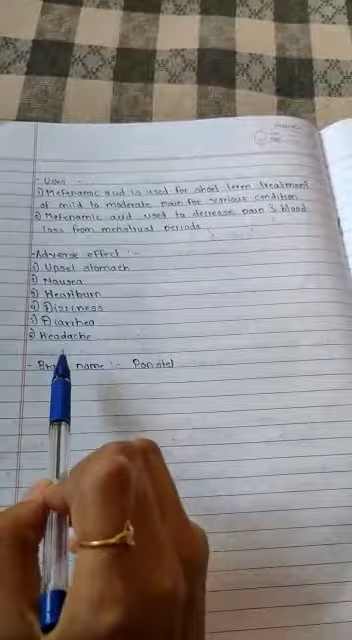 - Uses :-
1) Mefenamic acid is used for short term treatment
of mild to moderate pain for various condition
2) Mefenamic acid used to decrease pain & blood
loss from menstrual periods
- Adverse effect :-
1) Upset stomach
2) Nausea
3) Heartburn
4) Dizziness
5) Diarrhea
6) Headache
- name :- Ponstel